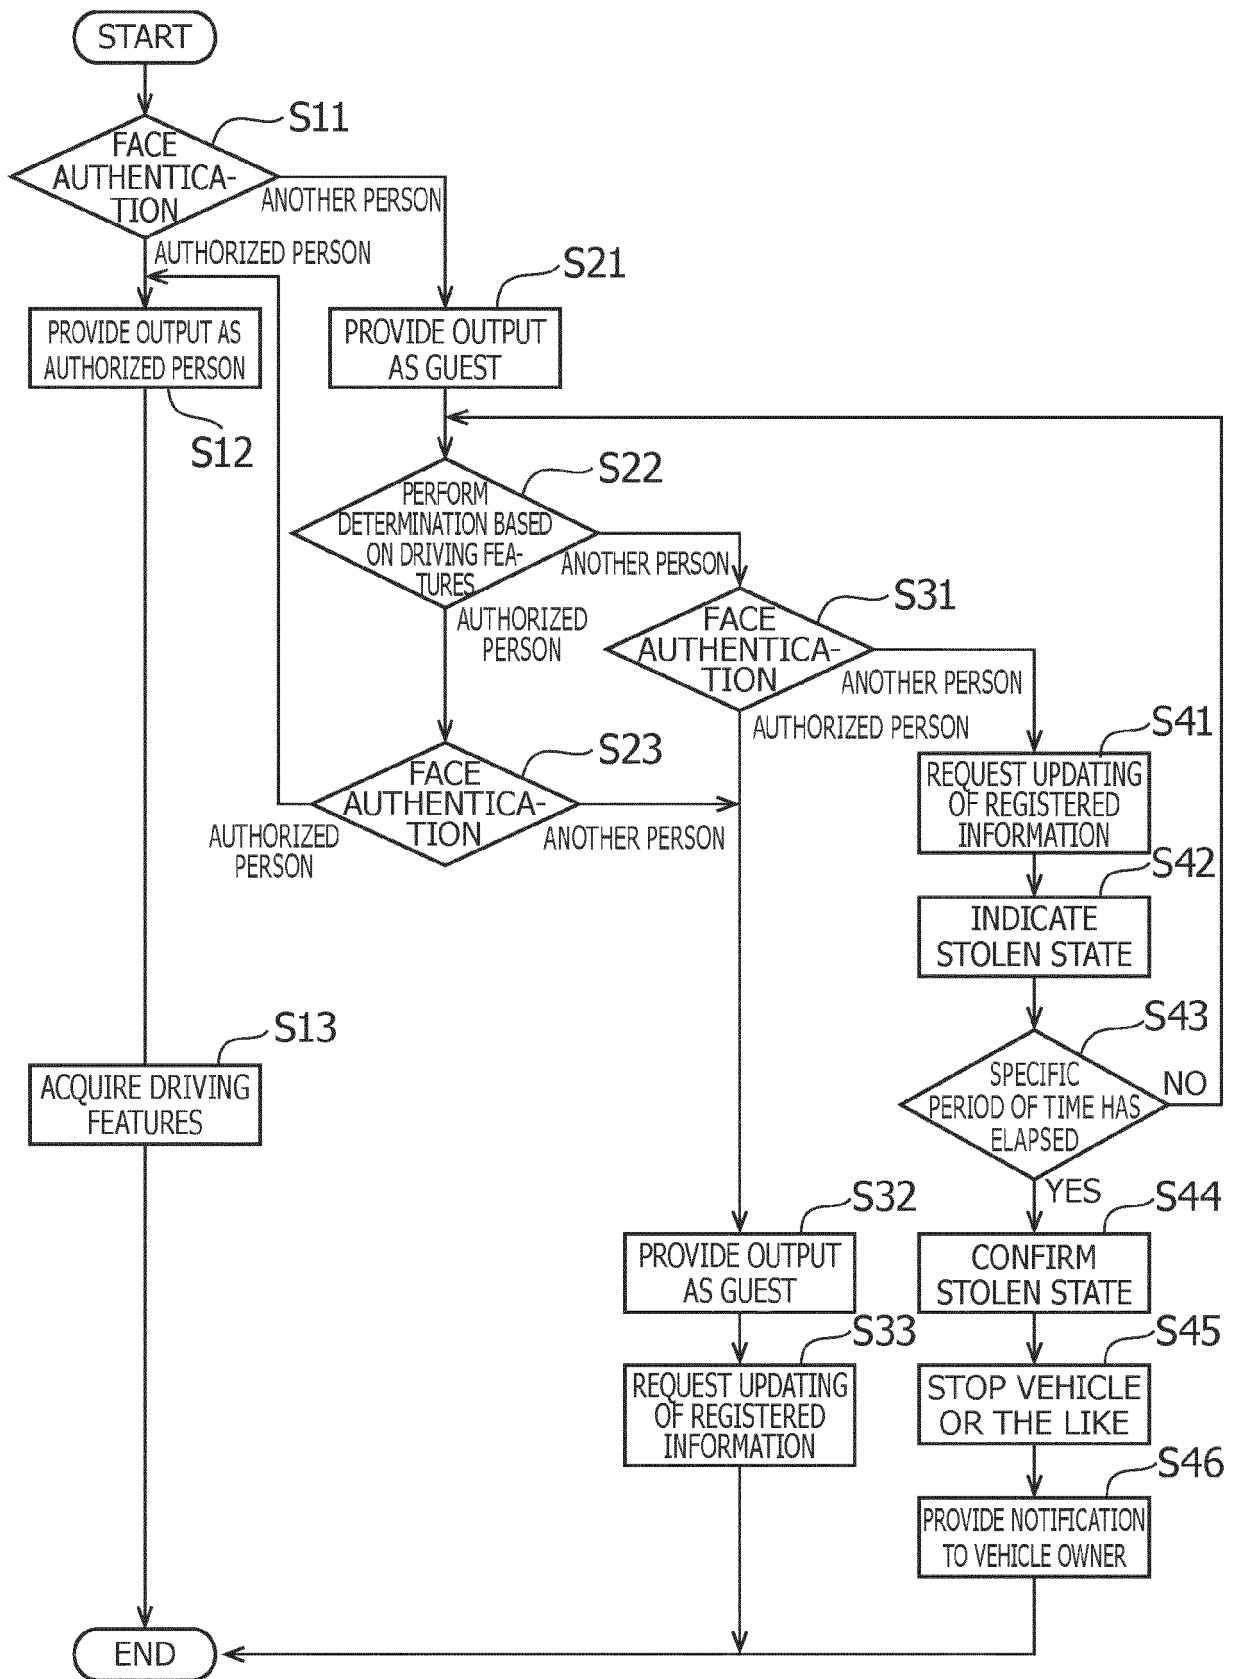 START
S11
FACE
AUTHENTICA-
TION
ANOTHER PERSON
AUTHORIZED PERSON
S21
PROVIDE OUTPUT AS
AUTHORIZED PERSON
S12
PROVIDE OUTPUT
AS GUEST
S22
PERFORM
DETERMINATION BASED
ON DRIVING FEA-
TURES
ANOTHER PERSON
AUTHORIZED
PERSON
S31
FACE
AUTHENTICA-
TION
ANOTHER PERSON
AUTHORIZED PERSON
S23
FACE
AUTHENTICA-
TION
AUTHORIZED
PERSON
ANOTHER PERSON
S41
REQUEST UPDATING
OF REGISTERED
INFORMATION
S42
INDICATE
STOLEN STATE
S43
SPECIFIC
PERIOD OF TIME HAS
ELAPSED
NO
YES
S13
ACQUIRE DRIVING
FEATURES
S32
PROVIDE OUTPUT
AS GUEST
S33
REQUEST UPDATING
OF REGISTERED
INFORMATION
S44
CONFIRM
STOLEN STATE
S45
STOP VEHICLE
OR THE LIKE
S46
PROVIDE NOTIFICATION
TO VEHICLE OWNER
END